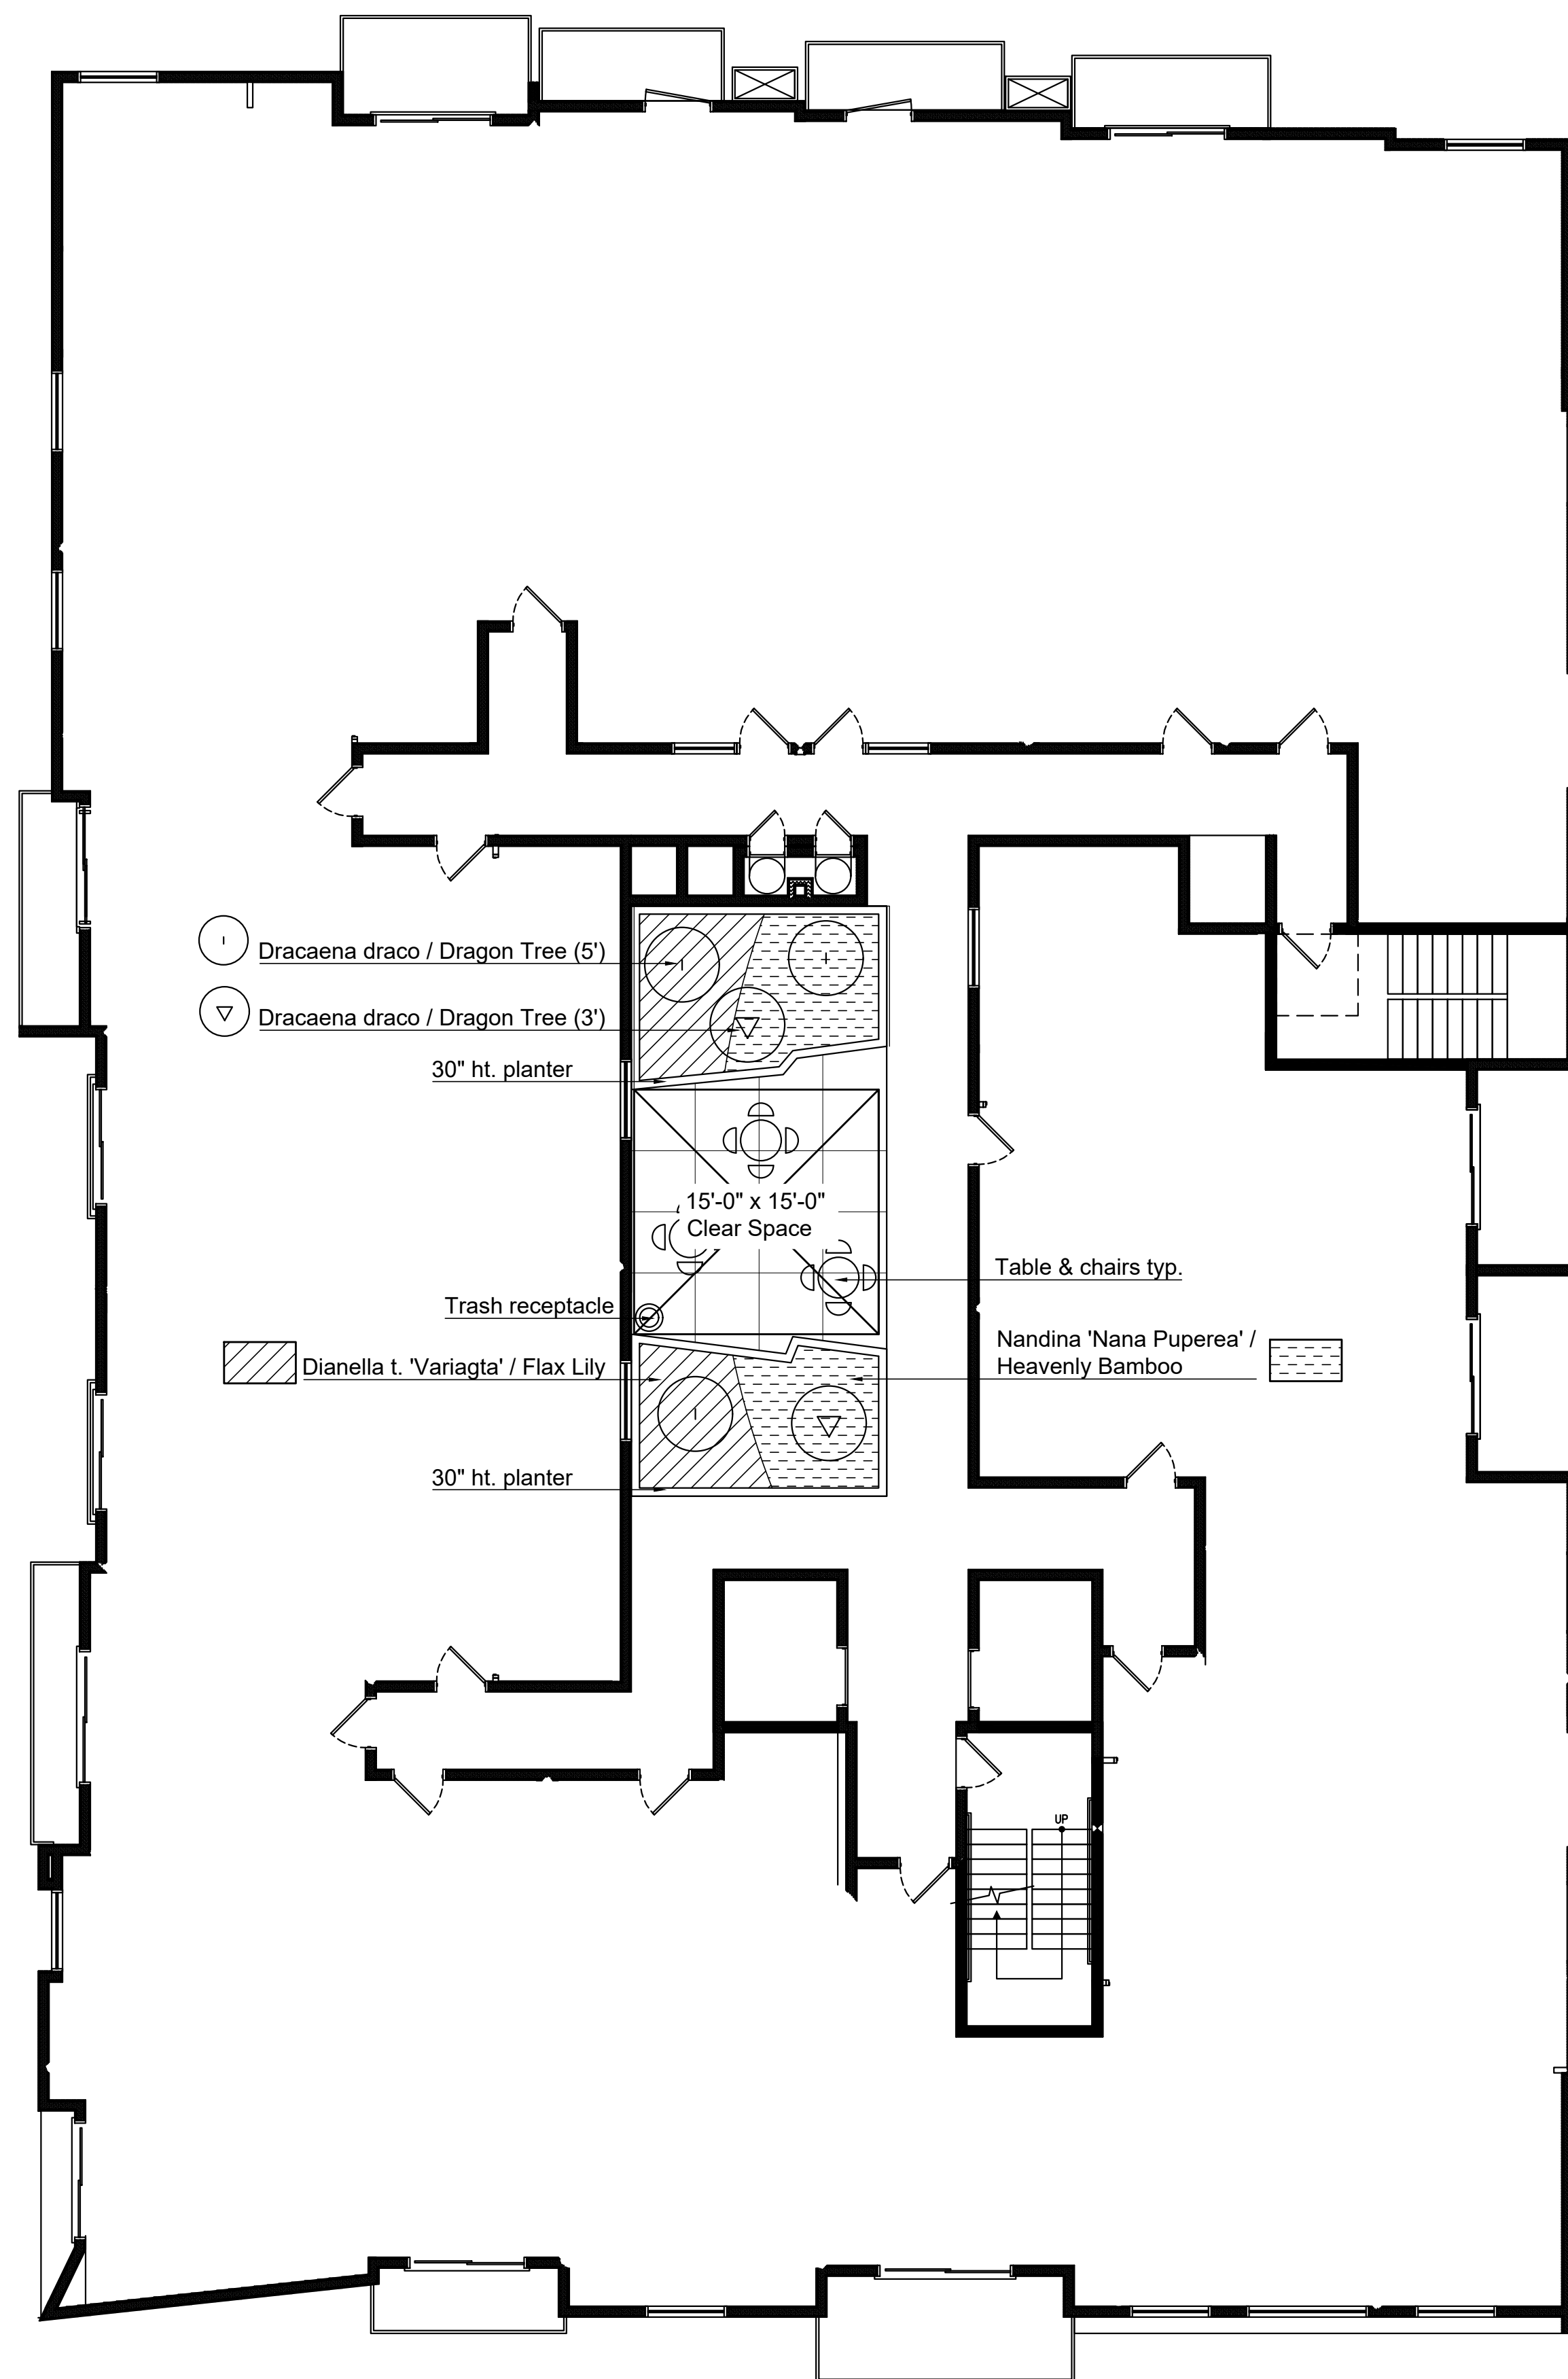 Dracaena draco / Dragon Tree (5')
Dracaena draco / Dragon Tree (3')
30" ht. planter
15'-0" x 15'-0"
Clear Space
Table & chairs typ.
Trash receptacle
Nandina 'Nana Puperea' /
Heavenly Bamboo
Dianella t. 'Variagta' / Flax Lily
30" ht. planter
UP